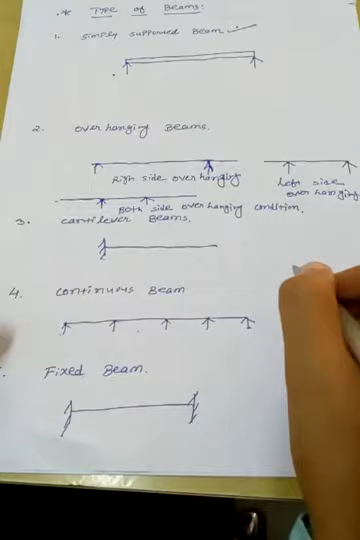 .* Type of Beams:
1. Simply supported Beam
2. over hanging Beams.
Righ side over hanging
Left side over hanging
Both side over hanging condition.
3. cantilever Beams.
4. continuous Beam
Fixed Beam.